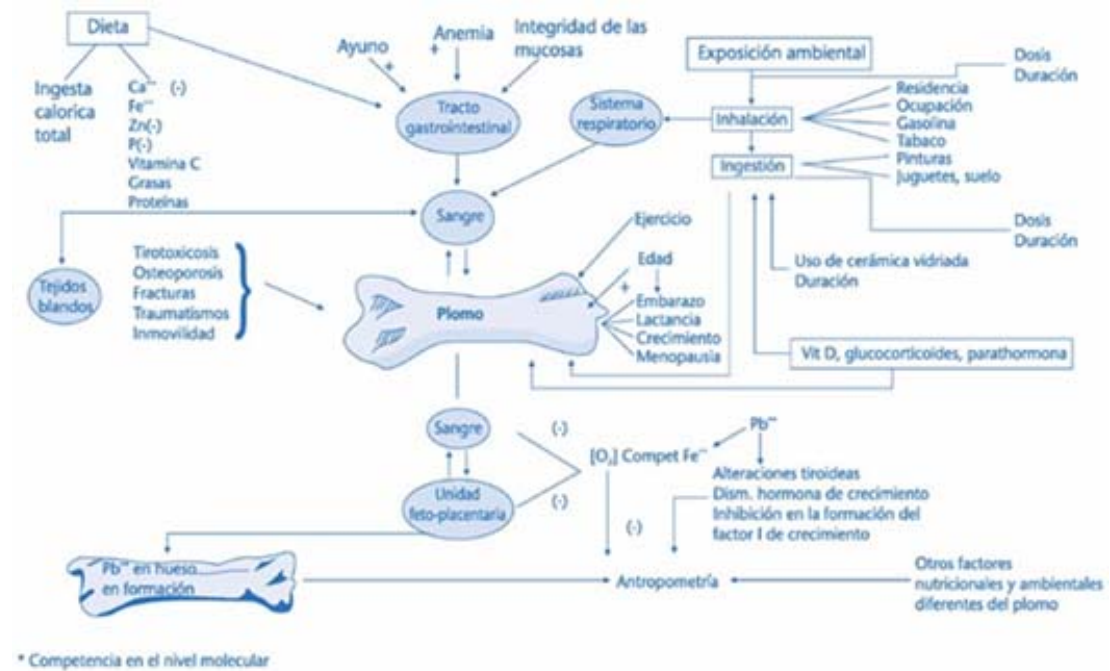 Dieta
Ayuno
+
Anemia
+
Integridad de las
mucosas
Exposición ambiental
Dosis
Duración
Ingesta
calorica
total
Ca++ (-)
Fe++
Zn(-)
P(-)
Vitamina C
Grasas
Proteínas
Tracto
gastrointestinal
Sistema
respiratorio
Inhalación
Residencia
Ocupación
Gasolina
Tabaco
Ingestión
Pinturas
Juguetes, suelo
Sangre
Dosis
Duración
Ejercicio
Uso de cerámica vidriada
Duración
Tejidos
blandos
Tirotoxicosis
Osteoporosis
Fracturas
Traumatismos
Inmovilidad
Plomo
Edad
+
Embarazo
Lactancia
Crecimiento
Menopausia
Vit D, glucocorticoides, parathormona
Sangre
(-)
(-)
[O2] Compet Fe++
Pb++
Unidad
feto-placentaria
Alteraciones tiroideas
Dism. hormona de crecimiento
Inhibición en la formación del
factor I de crecimiento
(-)
Pb++ en hueso
en formación
Antropometría
Otros factores
nutricionales y ambientales
diferentes del plomo
* Competencia en el nivel molecular